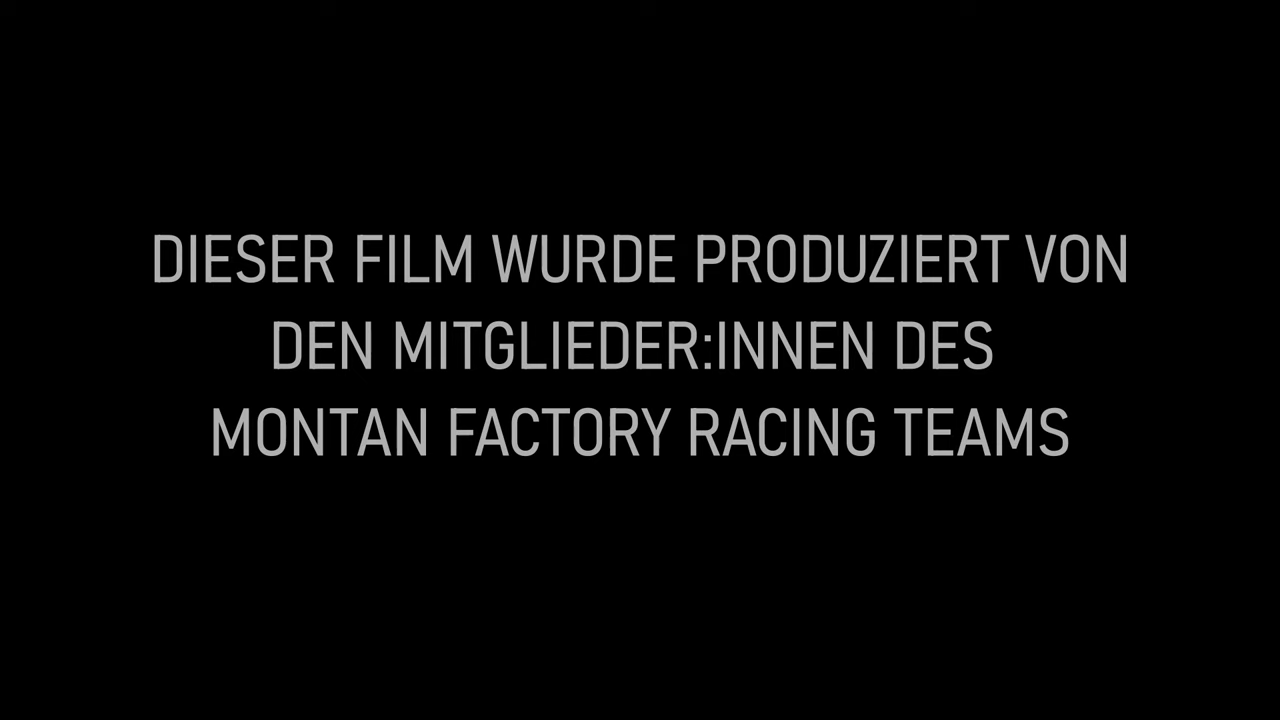 DIESER FILM WURDE PRODUZIERT VON
DEN MITGLIEDER:INNEN DES
MONTAN FACTORY RACING TEAMS